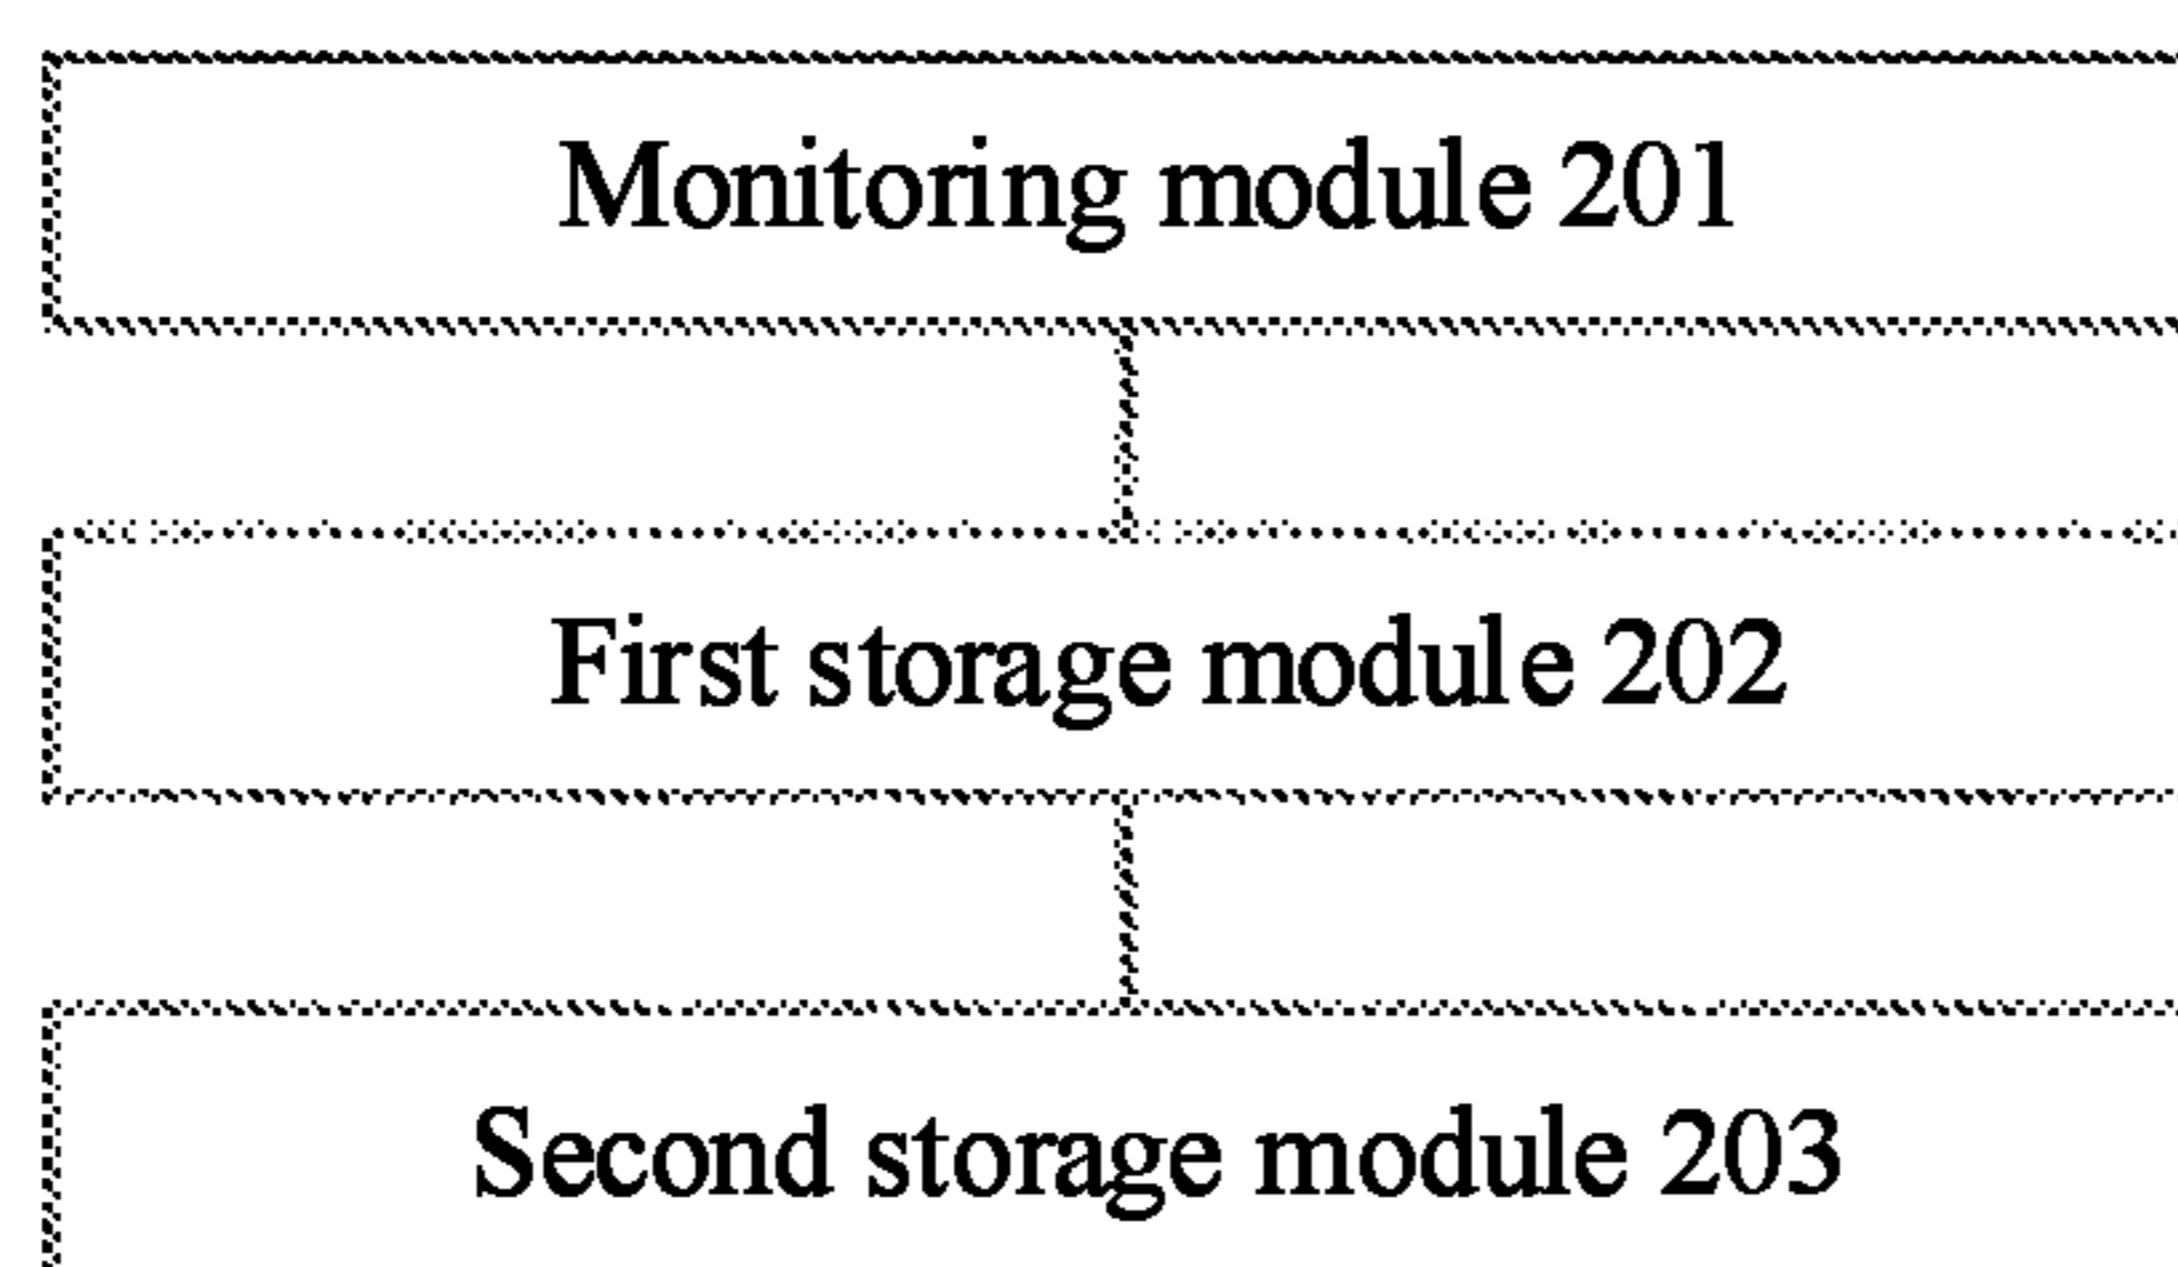 Monitoring module 201
First storage module 202
Second storage module 203